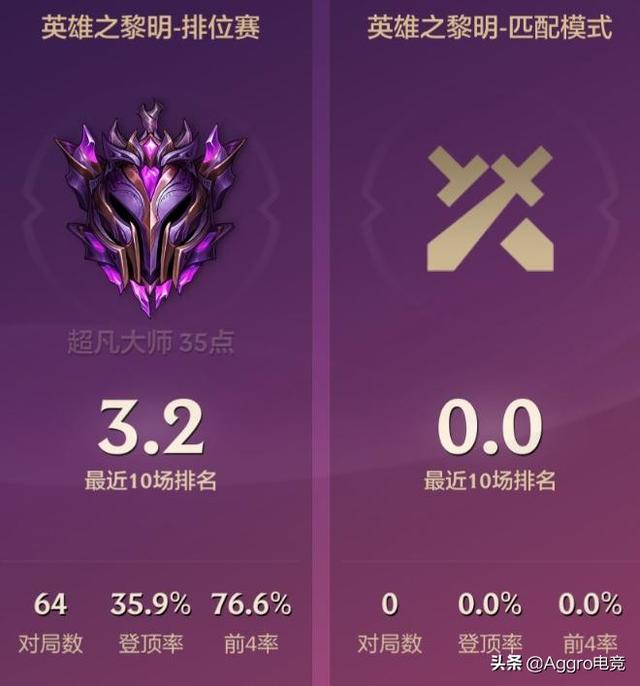 英雄之黎明-排位赛
超凡大师 35点
3.2
最近10场排名
64 35.9% 76.6%
对局数 登顶率 前4率
英雄之黎明-匹配模式
0.0
最近10场排名
0 0.0% 0.0%
对局数 登顶率 前4率
头条 @Aggro电竞